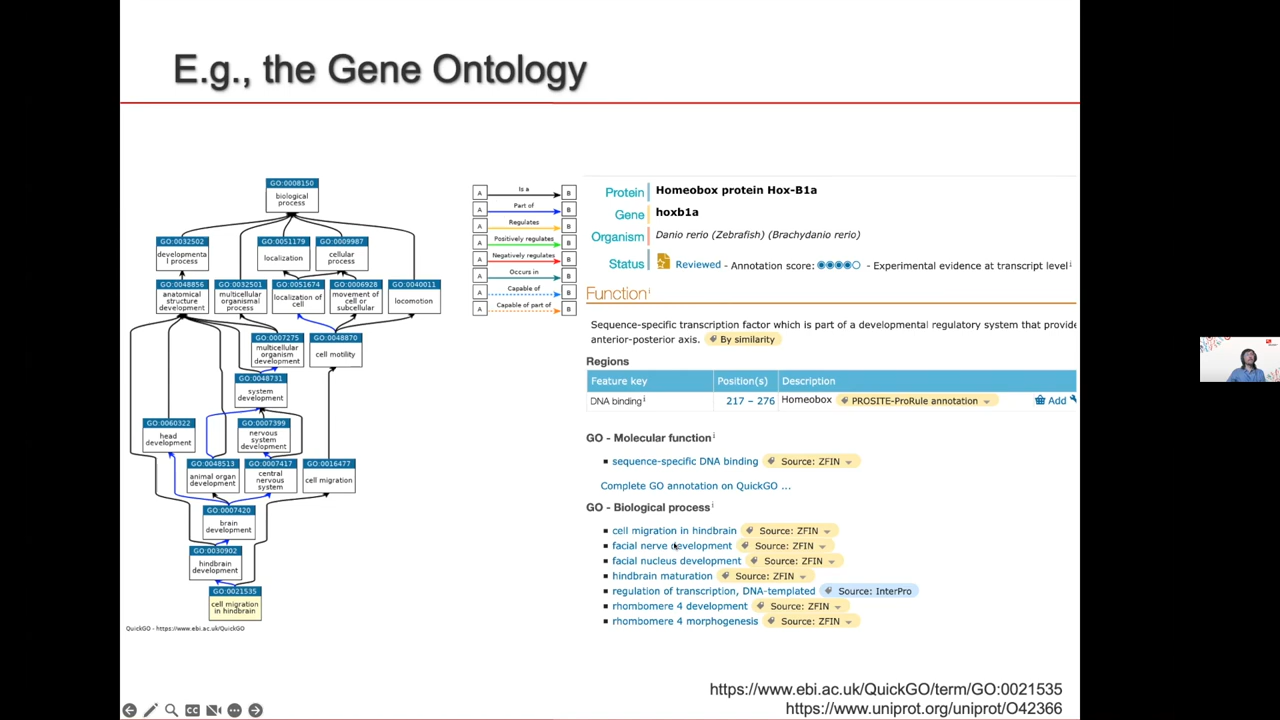 E.g., the Gene Ontology
GO:0008150
biological
process
GO:0032502
developmenta
l process
GO:0051179
localization
GO:0009987
cellular
process
GO:0048856
anatomical
structure
development
GO:0032501
multicellular
organismal
process
GO:0051674
localization of
cell
GO:0006928
movement of
cell or
subcellular
GO:0040011
locomotion
GO:0007275
multicellular
organism
development
GO:0048870
cell motility
GO:0048731
system
development
GO:0060322
head
development
GO:0007399
nervous
system
development
GO:0048513
animal organ
development
GO:0007417
central
nervous
system
GO:0016477
cell migration
GO:0007420
brain
development
GO:0030902
hindbrain
development
GO:0021535
cell migration
in hindbrain
QuickGO - https://www.ebi.ac.uk/QuickGO
A Is a B
A Part of B
A Regulates B
A Positively regulates B
A Negatively regulates B
A Occurs in B
A Capable of B
A Capable of part of B
Protein Homeobox protein Hox-B1a
Gene hoxb1a
Organism Danio rerio (Zebrafish) (Brachydanio rerio)
Status Reviewed - Annotation score: - Experimental evidence at transcript level i
Function i
Sequence-specific transcription factor which is part of a developmental regulatory system that provide
anterior-posterior axis. By similarity
Regions
Feature key Position(s) Description
DNA binding i 217 – 276 Homeobox PROSITE-ProRule annotation Add
GO - Molecular function i
sequence-specific DNA binding Source: ZFIN
Complete GO annotation on QuickGO ...
GO - Biological process i
cell migration in hindbrain Source: ZFIN
facial nerve development Source: ZFIN
facial nucleus development Source: ZFIN
hindbrain maturation Source: ZFIN
regulation of transcription, DNA-templated Source: InterPro
rhombomere 4 development Source: ZFIN
rhombomere 4 morphogenesis Source: ZFIN
https://www.ebi.ac.uk/QuickGO/term/GO:0021535
https://www.uniprot.org/uniprot/O42366
CC